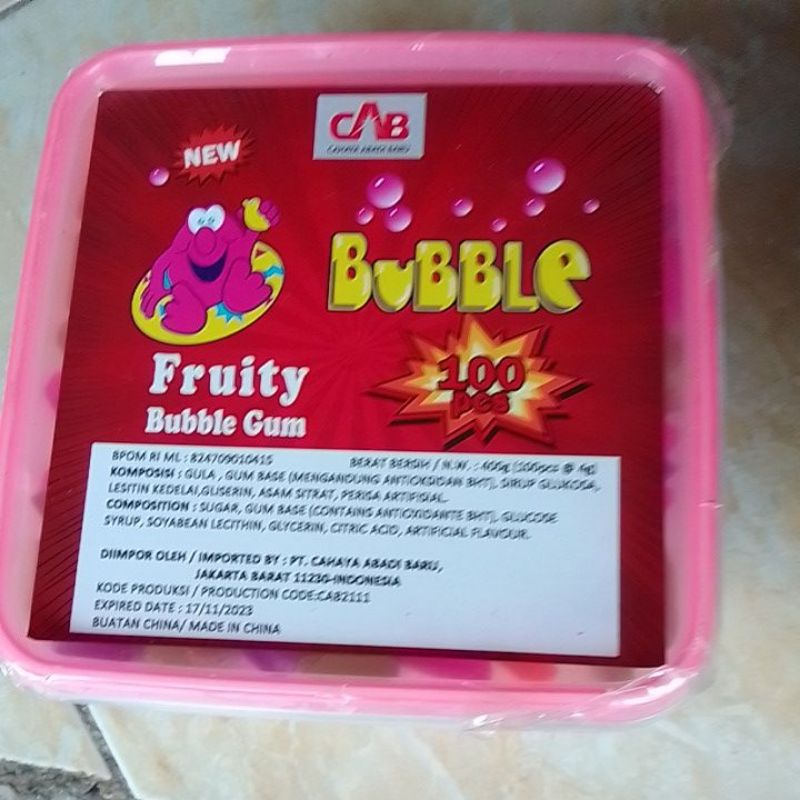 CAB
CAHAYA ABADI BARU
NEW
BUBBLE
Fruity
Bubble Gum
100
pcs
BPOM RI ML : 824709010415 BERAT BERSIH / N.W. : 400g (100pcs @ 4g)
KOMPOSISI : GULA , GUM BASE (MENGANDUNG ANTIOKSIDAN BHT), SIRUP GLUKOSA,
LESITIN KEDELAI,GLISERIN, ASAM SITRAT, PERISA ARTIFISIAL.
COMPOSITION : SUGAR, GUM BASE (CONTAINS ANTIOXIDANTE BHT), GLUCOSE
SYRUP, SOYABEAN LECITHIN, GLYCERIN, CITRIC ACID, ARTIFICIAL FLAVOUR.
DIIMPOR OLEH / IMPORTED BY : PT. CAHAYA ABADI BARU,
JAKARTA BARAT 11230-INDONESIA
KODE PRODUKSI / PRODUCTION CODE:CAB2111
EXPIRED DATE : 17/11/2023
BUATAN CHINA/ MADE IN CHINA